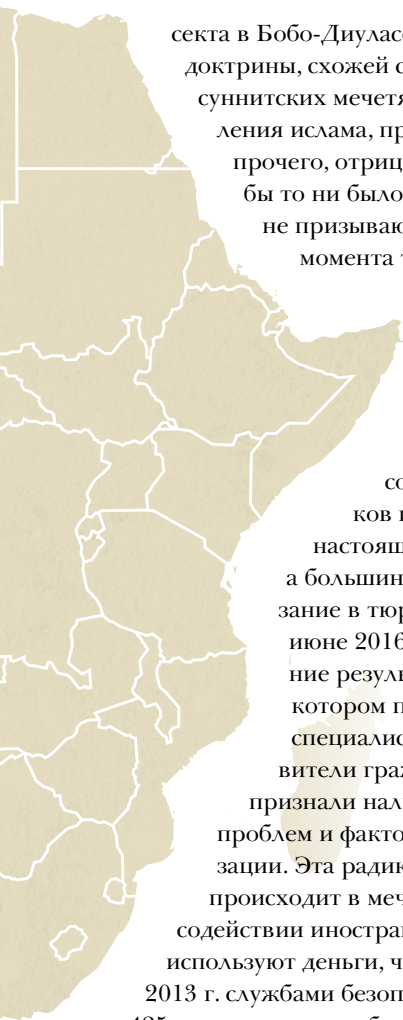 секта в Бобо-Диулас
доктрины, схожей с
суннитских мечетя
ления ислама, пр
прочего, отриц
бы то ни было
не призываю
момента т
со
ков
настоящ
а большин
зание в тюр
июне 2016
ние резуль
котором п
специалис
вители граж
признали нал
проблем и факто
зации. Эта радик
происходит в меч
содействии иностра
используют деньги, ч
2013 г. службами безоп